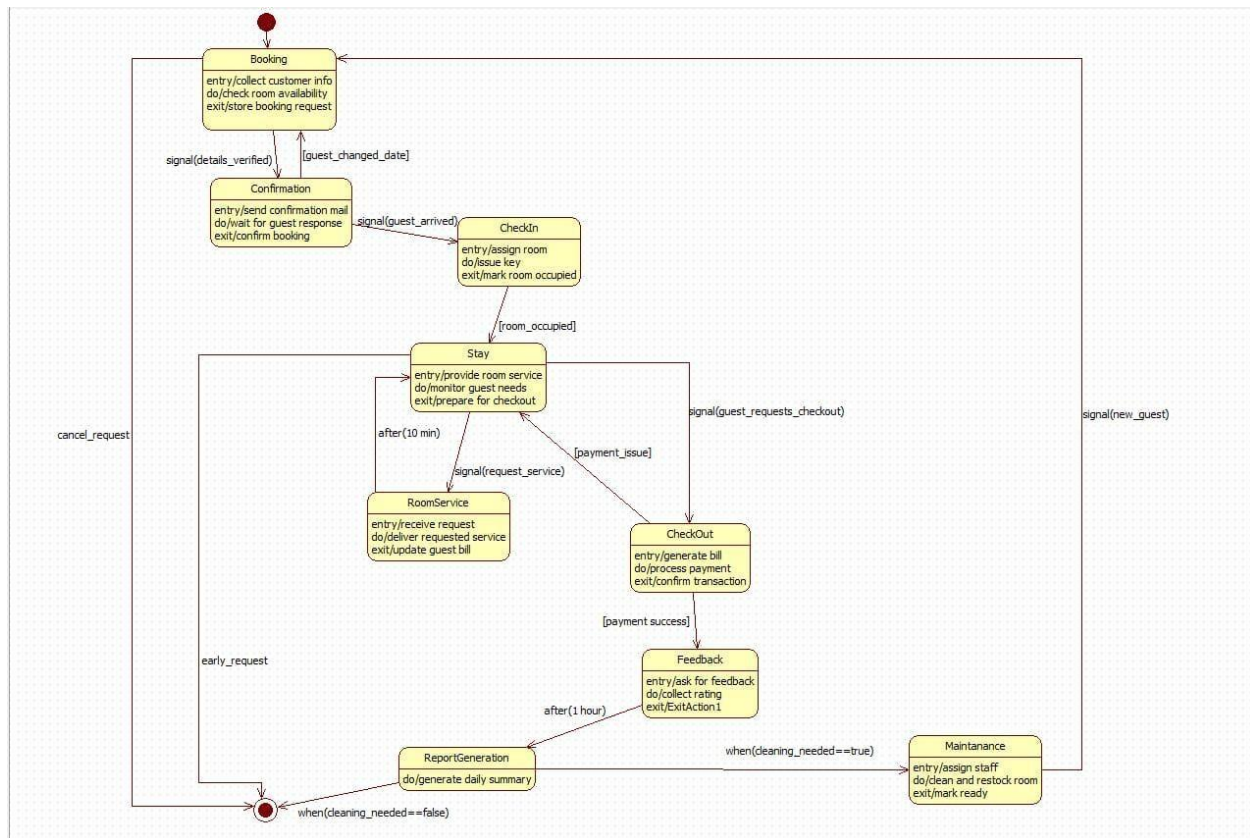 Booking
entry/collect customer info
do/check room availability
exit/store booking request
signal(details_verified)
[guest_changed_date]
Confirmation
entry/send confirmation mail
do/wait for guest response
exit/confirm booking
signal(guest_arrived)
CheckIn
entry/assign room
do/issue key
exit/mark room occupied
[room_occupied]
Stay
entry/provide room service
do/monitor guest needs
exit/prepare for checkout
signal(guest_requests_checkout)
signal(new_guest)
cancel_request
after(10 min)
[payment_issue]
signal(request_service)
RoomService
entry/receive request
do/deliver requested service
exit/update guest bill
CheckOut
entry/generate bill
do/process payment
exit/confirm transaction
[payment success]
Feedback
entry/ask for feedback
do/collect rating
exit/ExitAction1
early_request
after(1 hour)
ReportGeneration
do/generate daily summary
when(cleaning_needed==true)
Maintanance
entry/assign staff
do/clean and restock room
exit/mark ready
when(cleaning_needed==false)